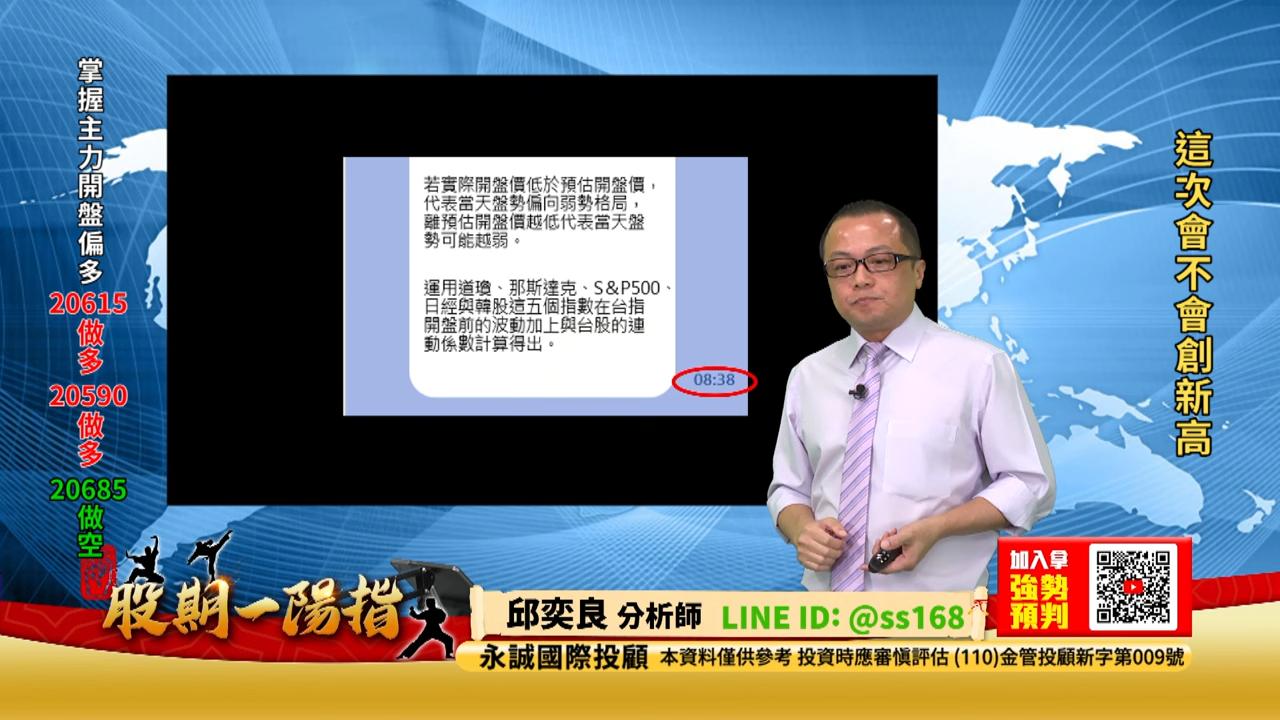 掌握主力開盤偏多
20615
做多
20590
做多
20685
做空
若實際開盤價低於預估開盤價，
代表當天盤勢偏向弱勢格局，
離預估開盤價越低代表當天盤
勢可能越弱。
運用道瓊、那斯達克、S&P500、
日經與韓股這五個指數在台指
開盤前的波動加上與台股的連
動係數計算得出。
08:38
這次會不會創新高
股期一陽指
邱奕良 分析師 LINE ID: @ss168
加入拿
強勢
預判
永誠國際投顧 本資料僅供參考 投資時應審慎評估 (110)金管投顧新字第009號